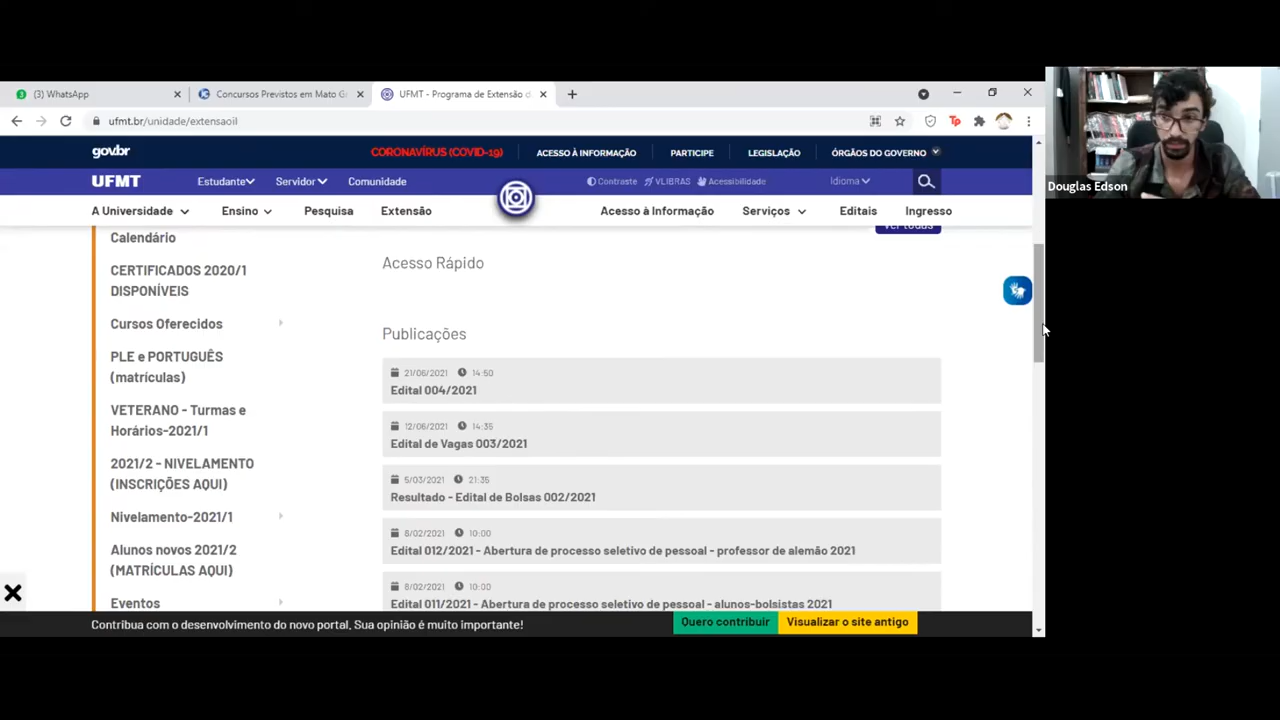 (3) WhatsApp
Concursos Previstos em Mato Gr
UFMT - Programa de Extensão d
ufmt.br/unidade/extensaoil
Tp
gov.br
CORONAVÍRUS (COVID-19)
ACESSO À INFORMAÇÃO
PARTICIPE
LEGISLAÇÃO
ÓRGÃOS DO GOVERNO
UFMT
Estudante
Servidor
Comunidade
Contraste
VLIBRAS
Acessibilidade
Idioma
A Universidade
Ensino
Pesquisa
Extensão
Acesso à Informação
Serviços
Editais
Ingresso
Calendário
CERTIFICADOS 2020/1
DISPONÍVEIS
Cursos Oferecidos
PLE e PORTUGUÊS
(matrículas)
VETERANO - Turmas e
Horários-2021/1
2021/2 - NIVELAMENTO
(INSCRIÇÕES AQUI)
Nivelamento-2021/1
Alunos novos 2021/2
(MATRÍCULAS AQUI)
Eventos
Ver todas
Acesso Rápido
Publicações
21/06/2021 14:50
Edital 004/2021
12/06/2021 14:35
Edital de Vagas 003/2021
5/03/2021 21:35
Resultado - Edital de Bolsas 002/2021
8/02/2021 10:00
Edital 012/2021 - Abertura de processo seletivo de pessoal - professor de alemão 2021
8/02/2021 10:00
Edital 011/2021 - Abertura de processo seletivo de pessoal - alunos-bolsistas 2021
Contribua com o desenvolvimento do novo portal. Sua opinião é muito importante!
Quero contribuir
Visualizar o site antigo
Douglas Edson